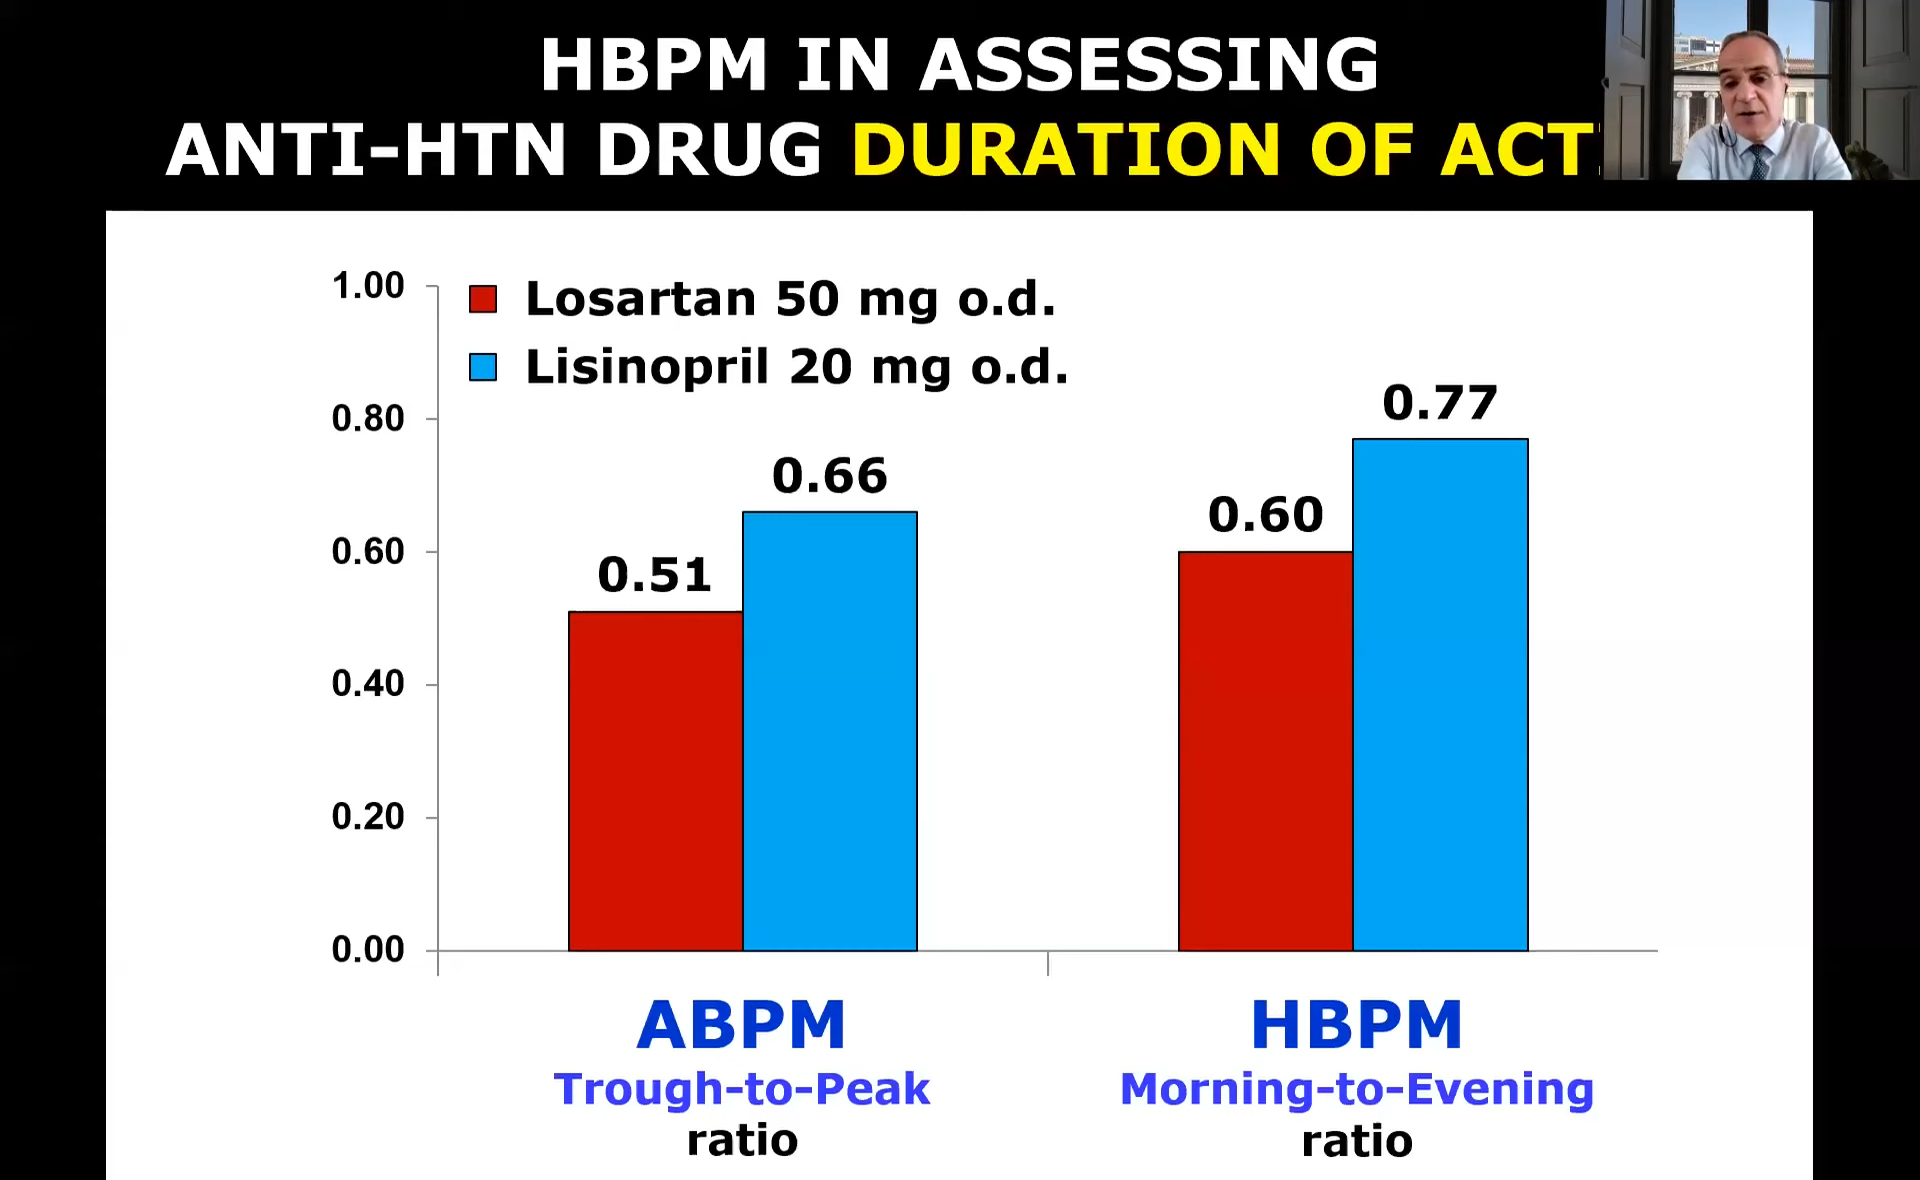 HBPM IN ASSESSING
ANTI-HTN DRUG DURATION OF ACT
1.00
0.80
0.60
0.40
0.20
0.00
Losartan 50 mg o.d.
Lisinopril 20 mg o.d.
0.51
0.66
0.60
0.77
ABPM
Trough-to-Peak
ratio
HBPM
Morning-to-Evening
ratio